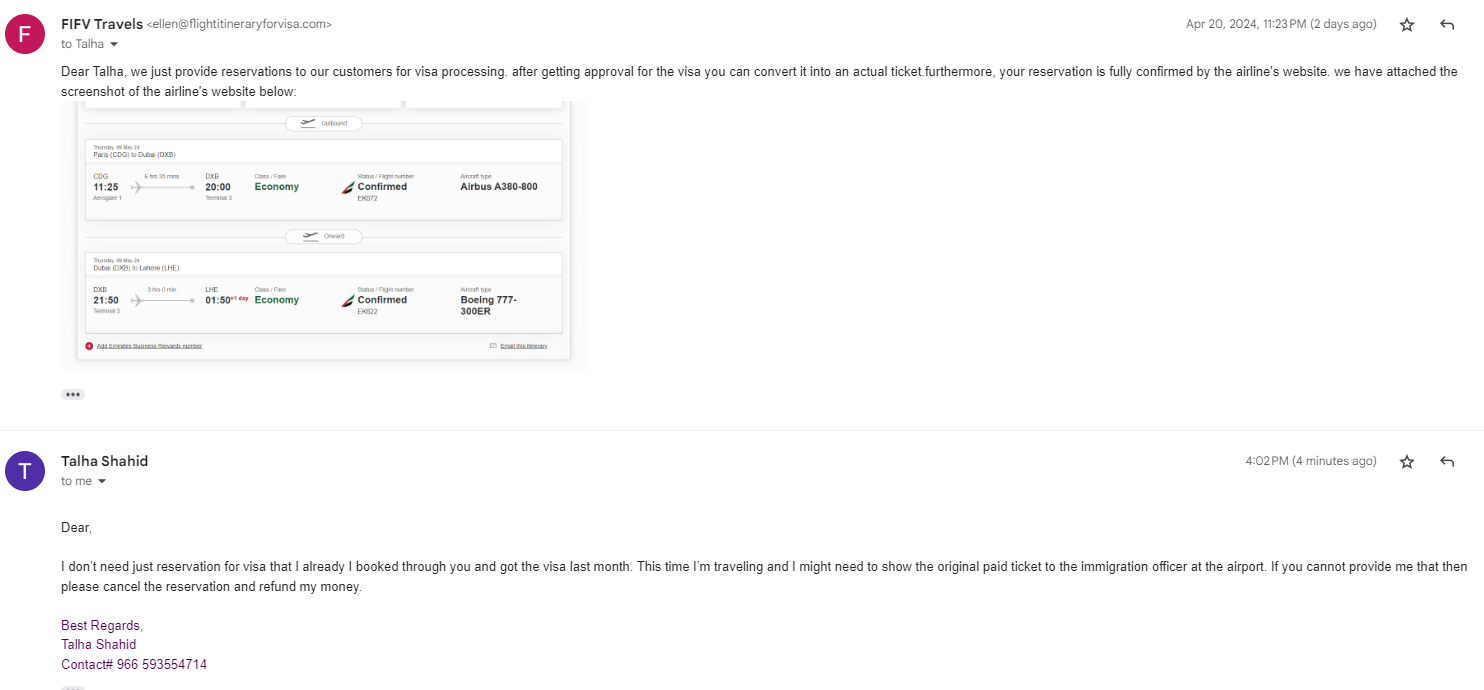 F
FIFV Travels <ellen@flightitineraryforvisa.com>
Apr 20, 2024, 11:23 PM (2 days ago)
to Talha
Dear Talha, we just provide reservations to our customers for visa processing. after getting approval for the visa you can convert it into an actual ticket.furthermore, your reservation is fully confirmed by the airline's website. we have attached the
screenshot of the airline's website below:
Outbound
Thursday, 09 May 24
Paris (CDG) to Dubai (DXB)
CDG 6 hrs 35 mins DXB Class / Fare Status / Flight number Aircraft type
11:25 20:00 Economy Confirmed Airbus A380-800
Aerogare 1 Terminal 3 EK072
Onward
Thursday, 09 May 24
Dubai (DXB) to Lahore (LHE)
DXB 3 hrs 0 min LHE Class / Fare Status / Flight number Aircraft type
21:50 01:50+1 day Economy Confirmed Boeing 777-
Terminal 3 EK622 300ER
Add Emirates Business Rewards number Email this itinerary
T
Talha Shahid
4:02 PM (4 minutes ago)
to me
Dear,
I don't need just reservation for visa that I already I booked through you and got the visa last month. This time I'm traveling and I might need to show the original paid ticket to the immigration officer at the airport. If you cannot provide me that then
please cancel the reservation and refund my money.
Best Regards,
Talha Shahid
Contact# 966 593554714